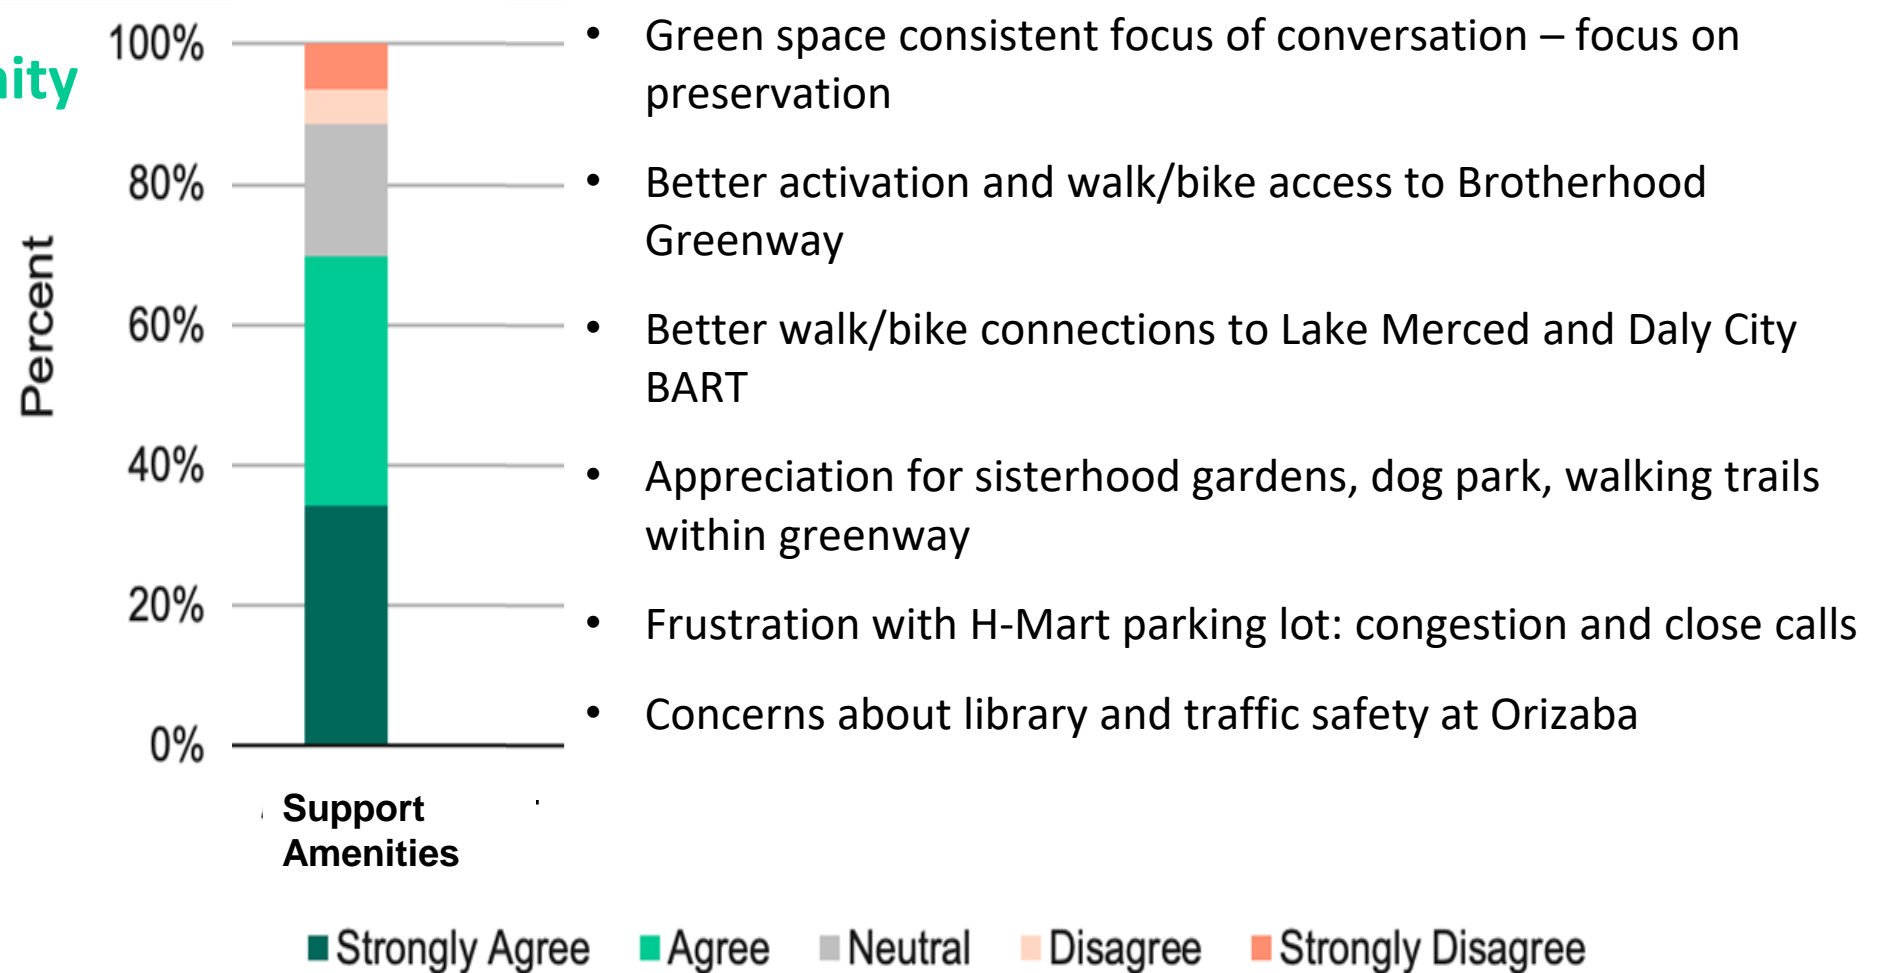 nity
100%
80%
60%
40%
20%
0%
Percent
Support
Amenities
Strongly Agree Agree Neutral Disagree Strongly Disagree
• Green space consistent focus of conversation – focus on
preservation
• Better activation and walk/bike access to Brotherhood
Greenway
• Better walk/bike connections to Lake Merced and Daly City
BART
• Appreciation for sisterhood gardens, dog park, walking trails
within greenway
• Frustration with H-Mart parking lot: congestion and close calls
• Concerns about library and traffic safety at Orizaba